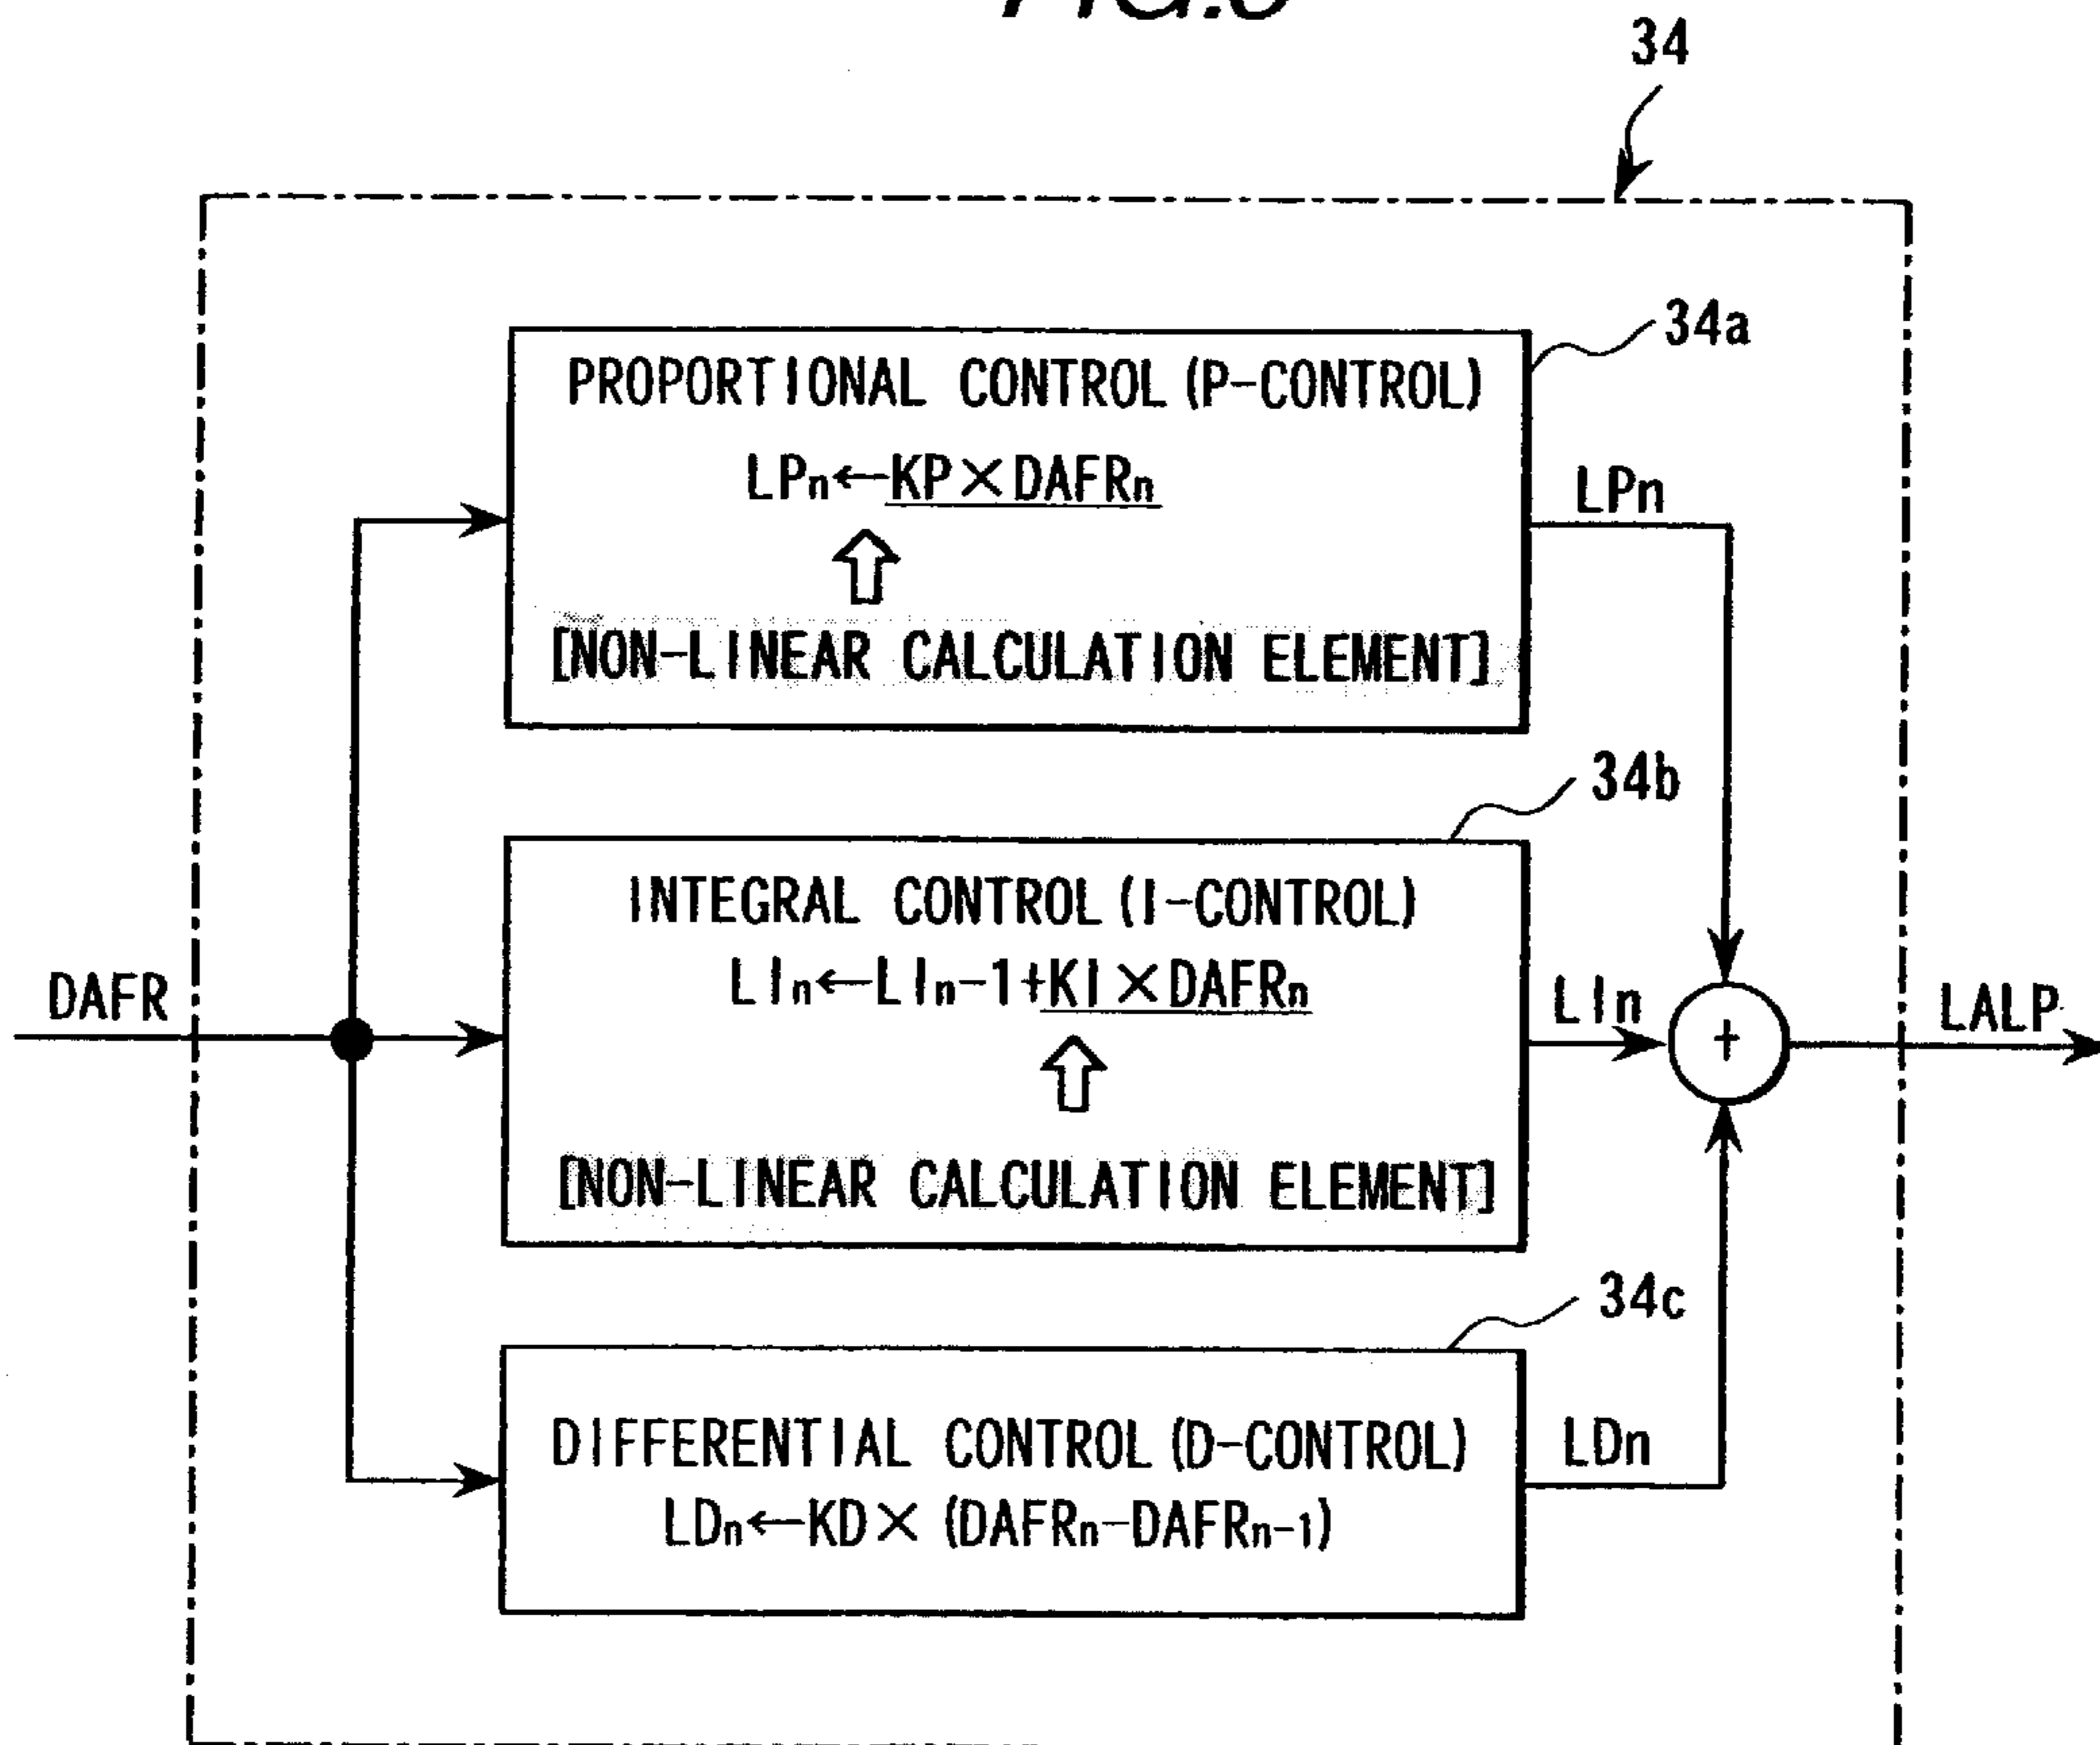 34
34a
PROPORTIONAL CONTROL (P-CONTROL)
LPn←KP×DAFRn
LPn
[NON-LINEAR CALCULATION ELEMENT]
34b
INTEGRAL CONTROL (I-CONTROL)
LIn←LIn-1+KI×DAFRn
DAFR
LIn
+
LALP
[NON-LINEAR CALCULATION ELEMENT]
34c
DIFFERENTIAL CONTROL (D-CONTROL)
LDn
LDn←KD× (DAFRn-DAFRn-1)